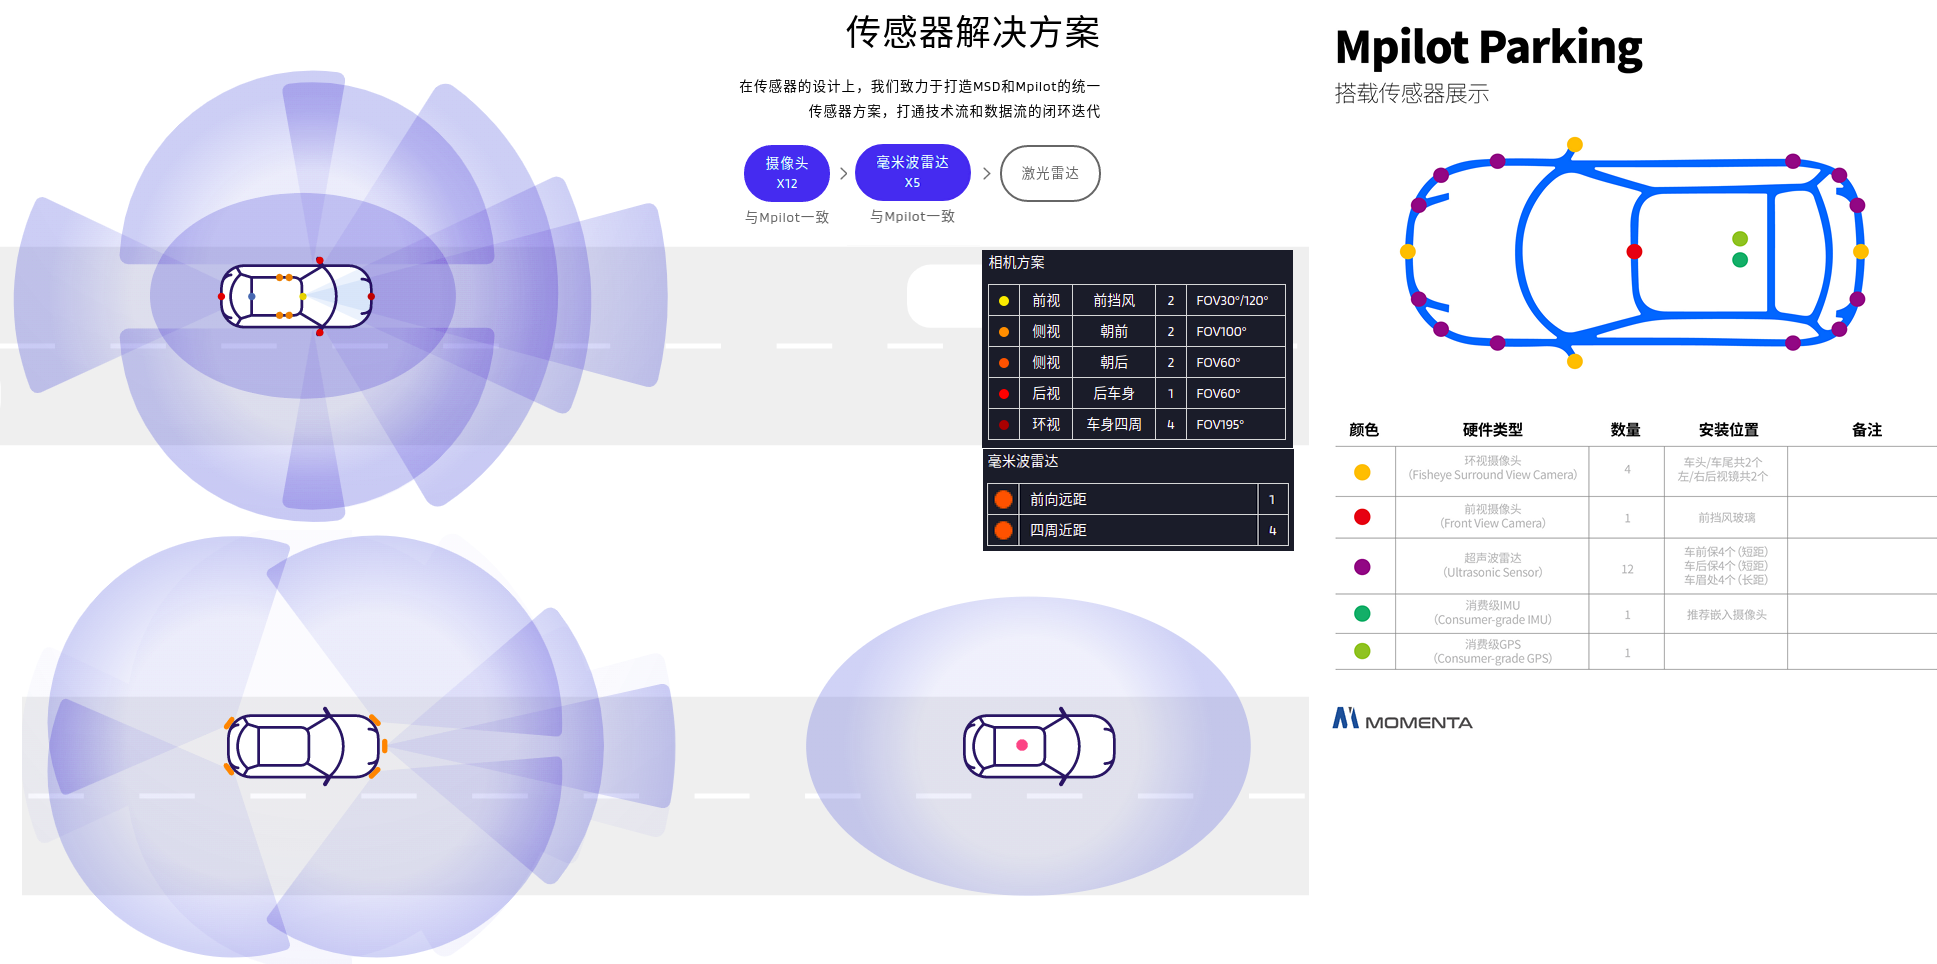 传感器解决方案
在传感器的设计上，我们致力于打造MSD和Mpilot的统一
传感器方案，打通技术流和数据流的闭环迭代
摄像头
X12
毫米波雷达
X5
激光雷达
与Mpilot一致
与Mpilot一致
相机方案
前视 前挡风 2 FOV30°/120°
侧视 朝前 2 FOV100°
侧视 朝后 2 FOV60°
后视 后车身 1 FOV60°
环视 车身四周 4 FOV195°
毫米波雷达
前向远距 1
四周近距 4
Mpilot Parking
搭载传感器展示
颜色 硬件类型 数量 安装位置 备注
环视摄像头
（Fisheye Surround View Camera）
4
车头/车尾共2个
左/右后视镜共2个
前视摄像头
（Front View Camera）
1
前挡风玻璃
超声波雷达
（Ultrasonic Sensor）
12
车前保4个（短距）
车后保4个（短距）
车眉处4个（长距）
消费级IMU
（Consumer-grade IMU）
1
推荐嵌入摄像头
消费级GPS
（Consumer-grade GPS）
1
MOMENTA